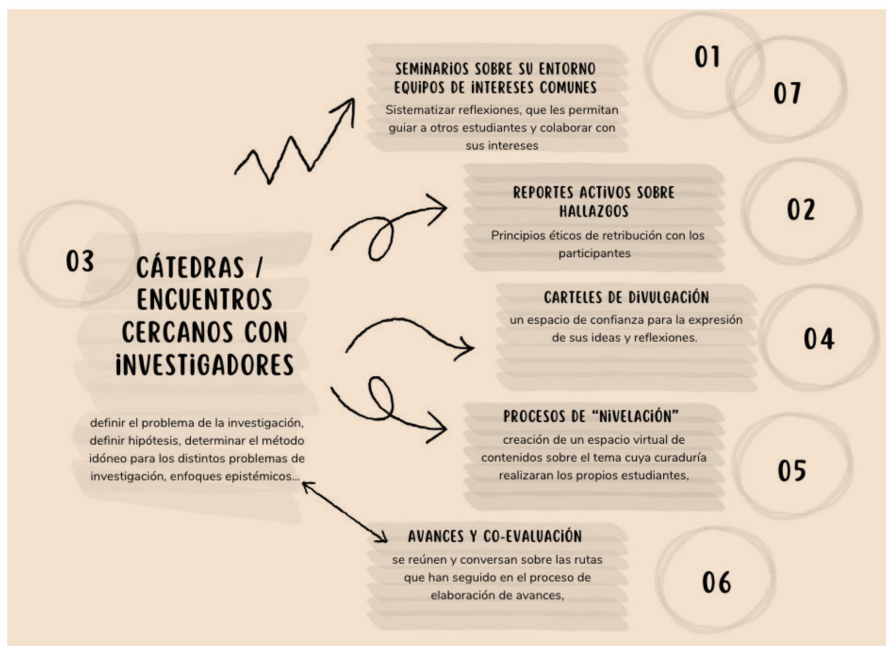 SEMINARIOS SOBRE SU ENTORNO
EQUIPOS DE INTERESES COMUNES
Sistematizar reflexiones, que les permitan
guiar a otros estudiantes y colaborar con
sus intereses
01
07
REPORTES ACTIVOS SOBRE
HALLAZGOS
Principios éticos de retribución con los
participantes
02
03
CÁTEDRAS /
ENCUENTROS
CERCANOS CON
INVESTIGADORES
definir el problema de la investigación,
definir hipótesis, determinar el método
idóneo para los distintos problemas de
investigación, enfoques epistémicos...
CARTELES DE DIVULGACIÓN
un espacio de confianza para la expresión
de sus ideas y reflexiones.
04
PROCESOS DE “NIVELACIÓN”
creación de un espacio virtual de
contenidos sobre el tema cuya curaduría
realizaran los propios estudiantes,
05
AVANCES Y CO-EVALUACIÓN
se reúnen y conversan sobre las rutas
que han seguido en el proceso de
elaboración de avances,
06